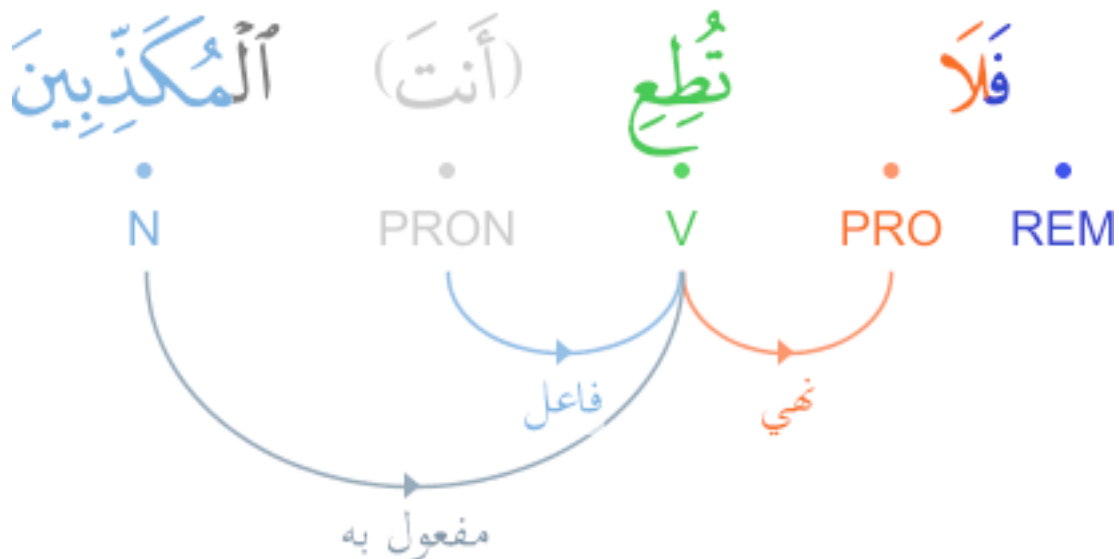 فَلَا تُطِعِ (أَنتَ) ٱلْمُكَذِّبِينَ
REM PRO V PRON N
نهي
فاعل
مفعول به